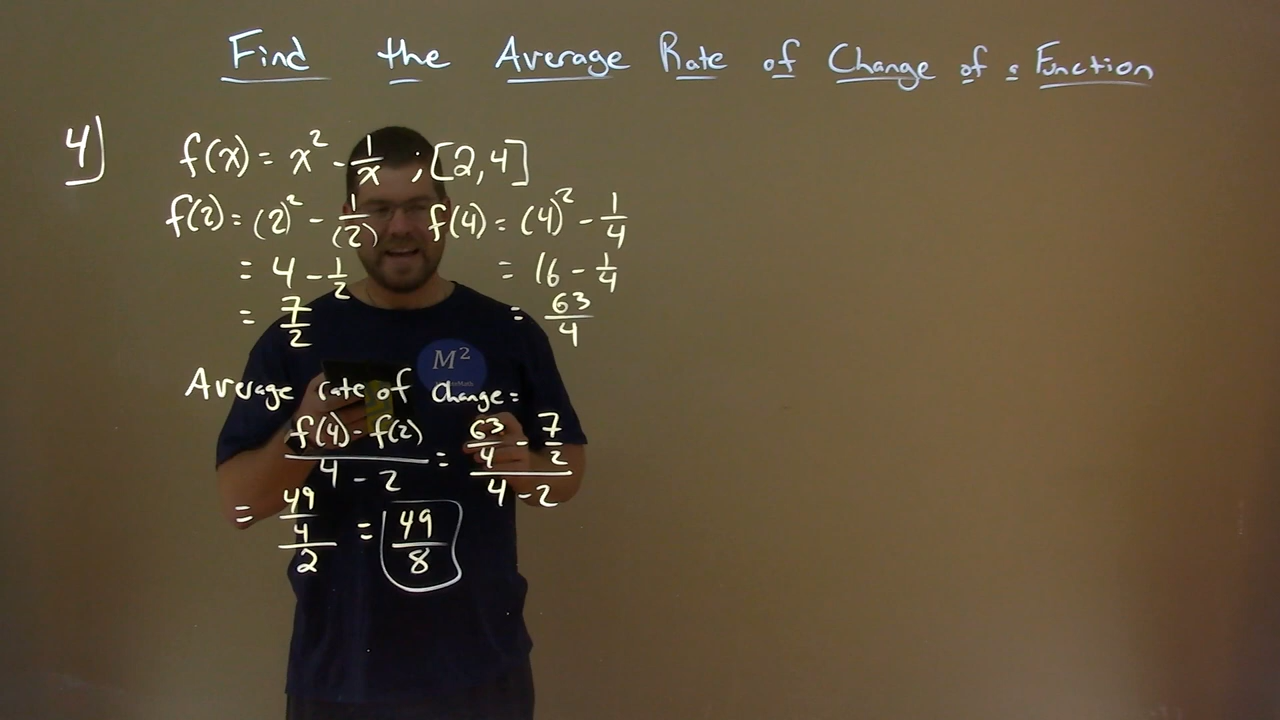 Find the Average Rate of Change of a Function
4] f(x) = x² - 1/x ; [2,4]
f(2) = (2)² - 1/(2) f(4) = (4)² - 1/4
= 4 - 1/2 = 16 - 1/4
= 7/2 = 63/4
M²
Average rate of Change =
(f(4) - f(2))/(4 - 2) = (63/4 - 7/2)/(4 - 2)
= (49/4)/2 = 49/8